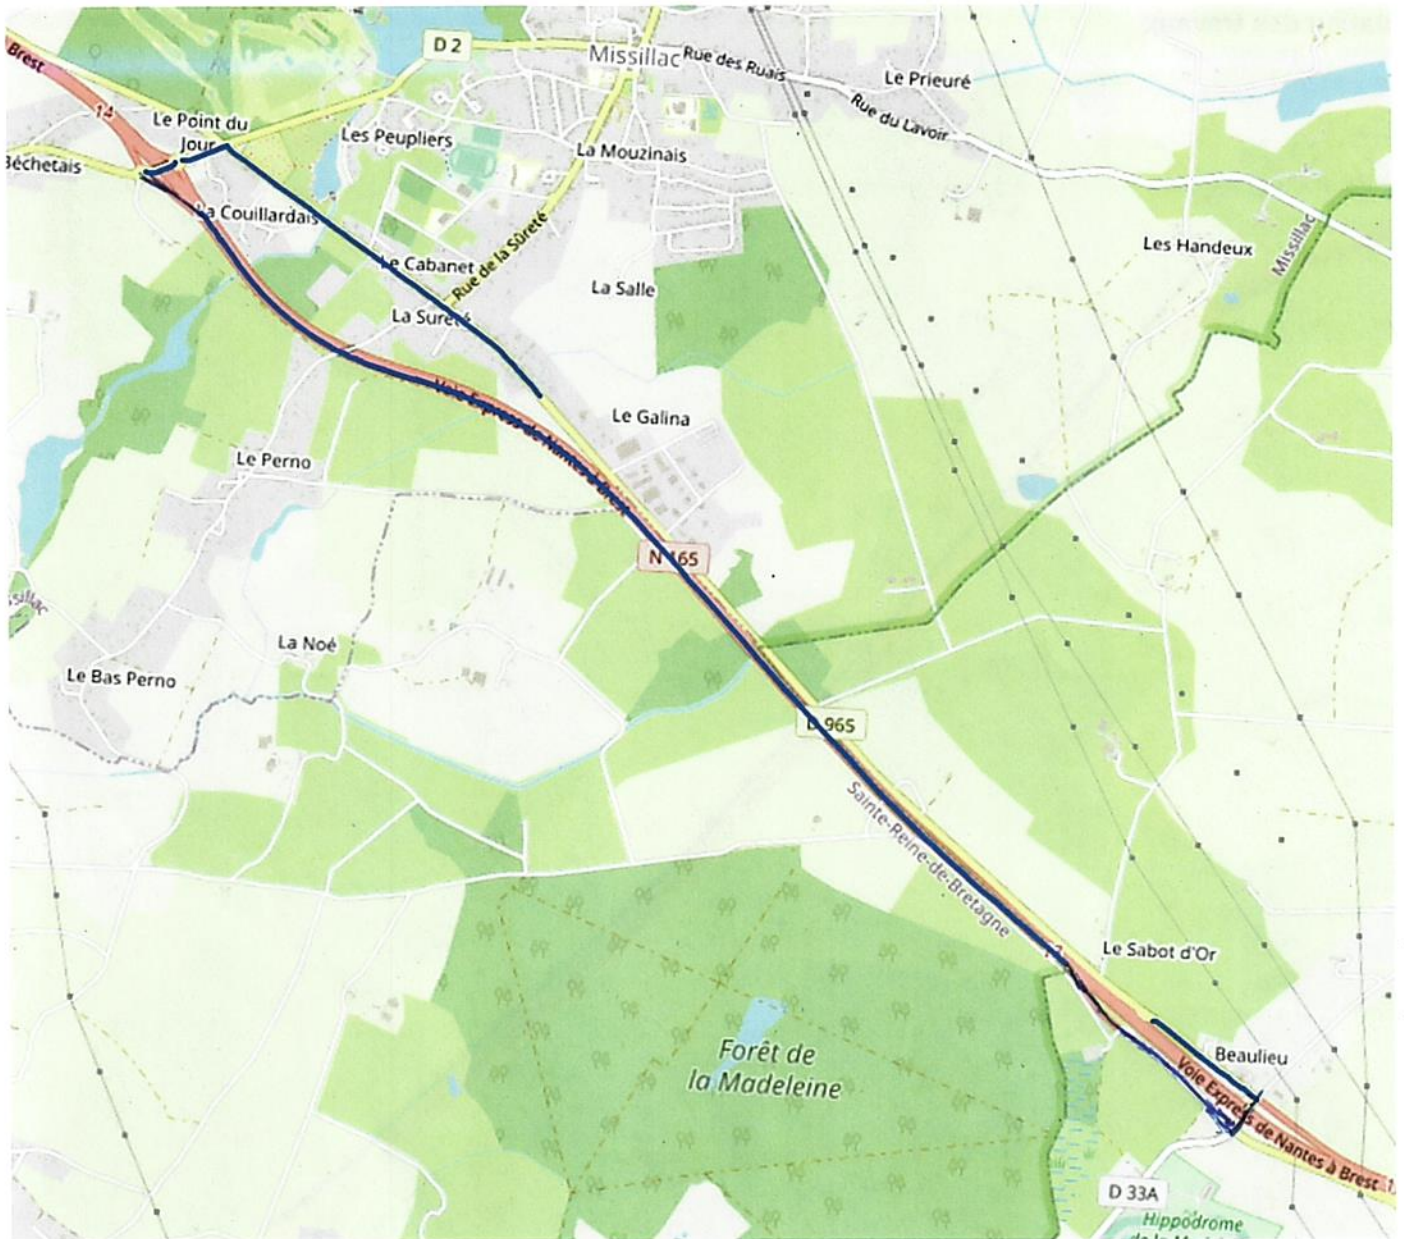 Brest
D 2
Missillac
Rue des Ruais
Le Prieuré
14
Le Point du
Jour
Les Peupliers
Rue du Lavoir
La Mouzinais
Béchetais
La Couillardais
Rue de la Sûreté
Missillac
Les Handeux
Le Cabanet
La Salle
La Sureté
Voie Express de Nantes à Brest
Le Galina
Le Perno
N 165
La Noé
Le Bas Perno
D 965
Sainte-Reine-de-Bretagne
Le Sabot d'Or
Forêt de
la Madeleine
Beaulieu
Voie Express de Nantes à Brest
D 33A
Hippodrome